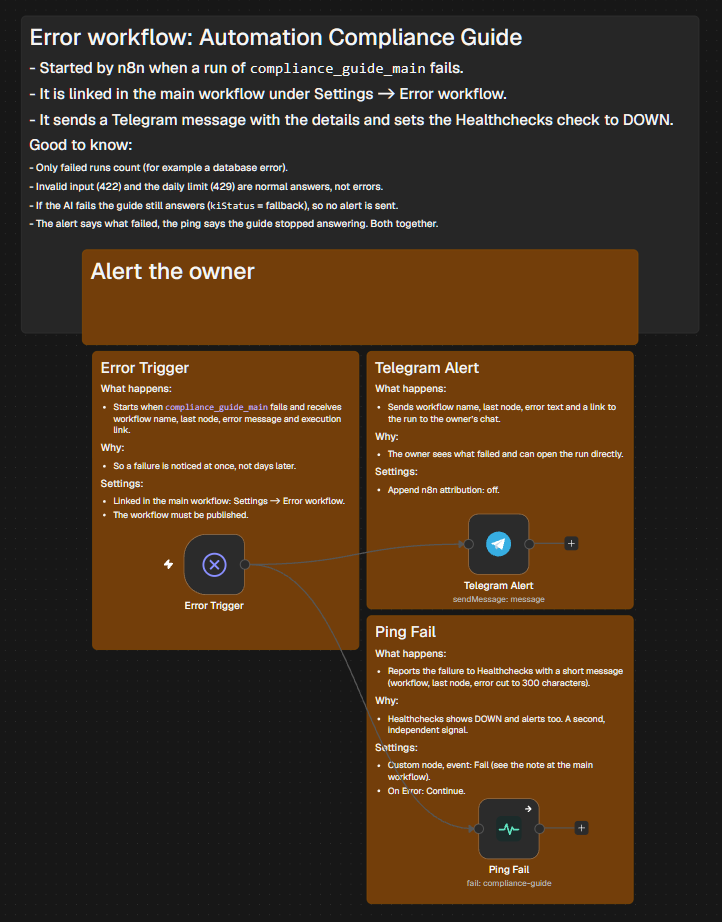 Error workflow: Automation Compliance Guide
- Started by n8n when a run of compliance_guide_main fails.
- It is linked in the main workflow under Settings → Error workflow.
- It sends a Telegram message with the details and sets the Healthchecks check to DOWN.
Good to know:
- Only failed runs count (for example a database error).
- Invalid input (422) and the daily limit (429) are normal answers, not errors.
- If the AI fails the guide still answers (kiStatus = fallback), so no alert is sent.
- The alert says what failed, the ping says the guide stopped answering. Both together.
Alert the owner
Error Trigger
What happens:
• Starts when compliance_guide_main fails and receives
workflow name, last node, error message and execution
link.
Why:
• So a failure is noticed at once, not days later.
Settings:
• Linked in the main workflow: Settings → Error workflow.
• The workflow must be published.
Error Trigger
Telegram Alert
What happens:
• Sends workflow name, last node, error text and a link to
the run to the owner's chat.
Why:
• The owner sees what failed and can open the run directly.
Settings:
• Append n8n attribution: off.
Telegram Alert
sendMessage: message
Ping Fail
What happens:
• Reports the failure to Healthchecks with a short message
(workflow, last node, error cut to 300 characters).
Why:
• Healthchecks shows DOWN and alerts too. A second,
independent signal.
Settings:
• Custom node, event: Fail (see the note at the main
workflow).
• On Error: Continue.
Ping Fail
fail: compliance-guide